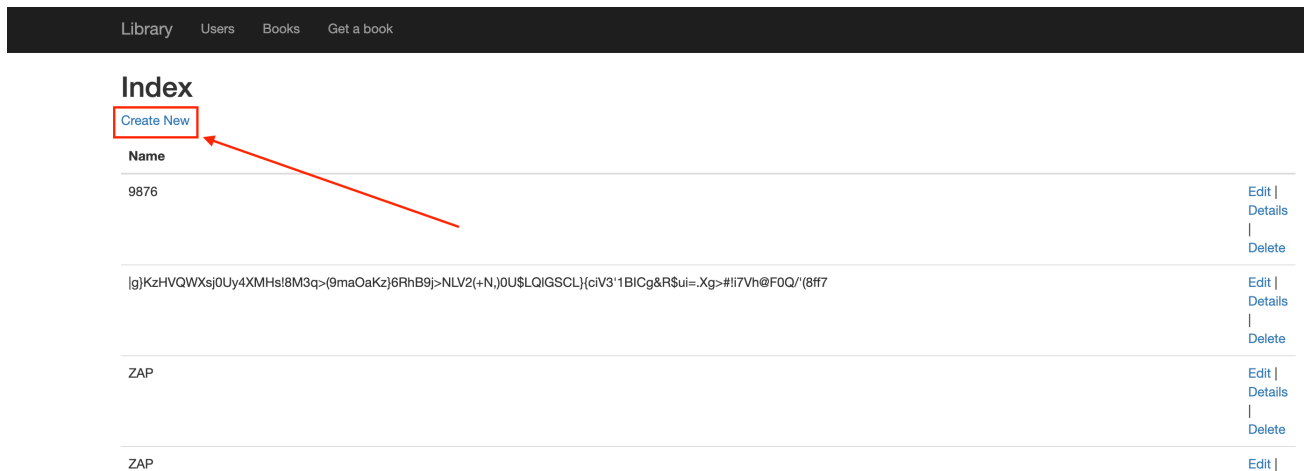 Library Users Books Get a book
Index
Create New
Name
9876 Edit |
Details
|
Delete
|g}KzHVQWXsj0Uy4XMHs!8M3q>(9maOaKz}6RhB9j>NLV2(+N,)0U$LQlGSCL}{ciV3'1BICg&R$ui=.Xg>#!i7Vh@F0Q/'(8ff7 Edit |
Details
|
Delete
ZAP Edit |
Details
|
Delete
ZAP Edit |